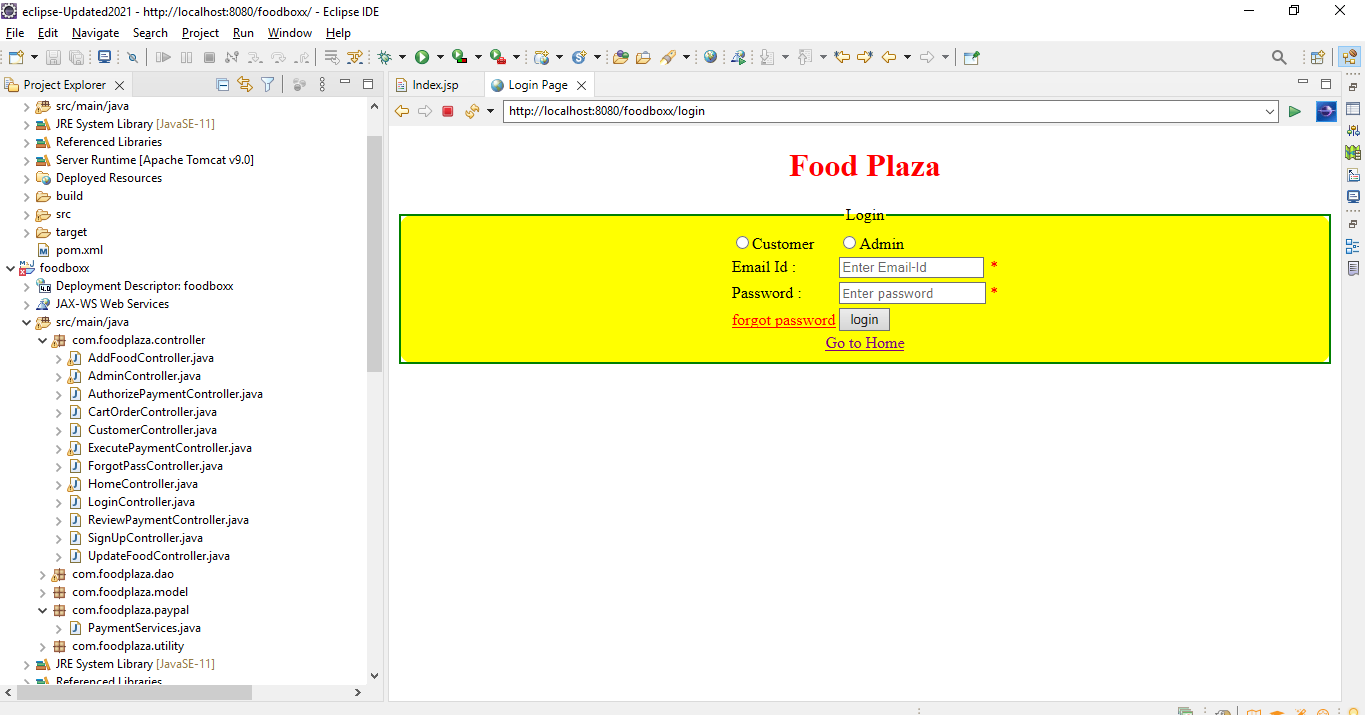 eclipse-Updated2021 - http://localhost:8080/foodboxx/ - Eclipse IDE
File Edit Navigate Search Project Run Window Help
Project Explorer
src/main/java
JRE System Library [JavaSE-11]
Referenced Libraries
Server Runtime [Apache Tomcat v9.0]
Deployed Resources
build
src
target
pom.xml
foodboxx
Deployment Descriptor: foodboxx
JAX-WS Web Services
src/main/java
com.foodplaza.controller
AddFoodController.java
AdminController.java
AuthorizePaymentController.java
CartOrderController.java
CustomerController.java
ExecutePaymentController.java
ForgotPassController.java
HomeController.java
LoginController.java
ReviewPaymentController.java
SignUpController.java
UpdateFoodController.java
com.foodplaza.dao
com.foodplaza.model
com.foodplaza.paypal
PaymentServices.java
com.foodplaza.utility
JRE System Library [JavaSE-11]
Referenced Libraries
Index.jsp
Login Page
http://localhost:8080/foodboxx/login
Food Plaza
Login
Customer Admin
Email Id : Enter Email-Id *
Password : Enter password *
forgot password login
Go to Home